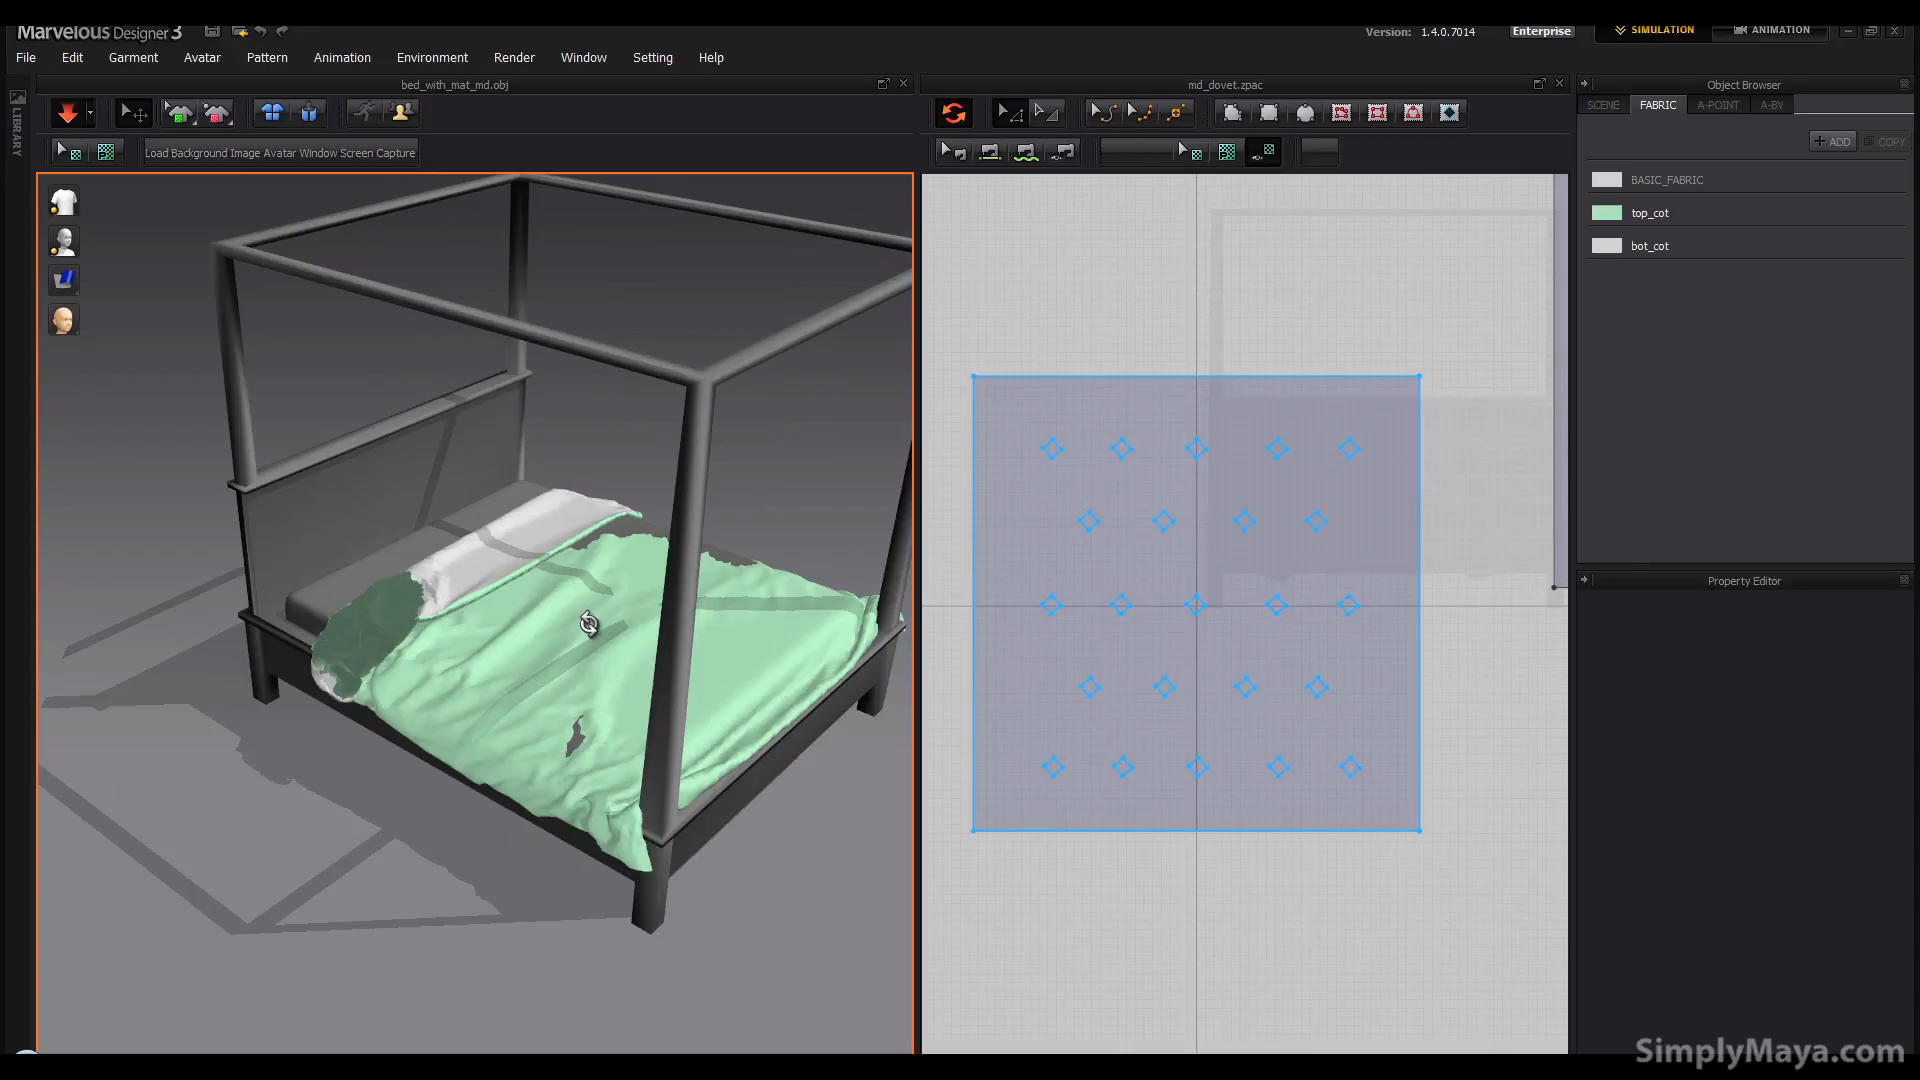 Marvelous Designer 3
Version: 1.4.0.7014
Enterprise
SIMULATION
ANIMATION
File Edit Garment Avatar Pattern Animation Environment Render Window Setting Help
bed_with_mat_md.obj
md_dovet.zpac
Object Browser
LIBRARY
SCENE FABRIC A-POINT A-BV
Load Background Image Avatar Window Screen Capture
+ ADD COPY
BASIC_FABRIC
top_cot
bot_cot
Property Editor
SimplyMaya.com